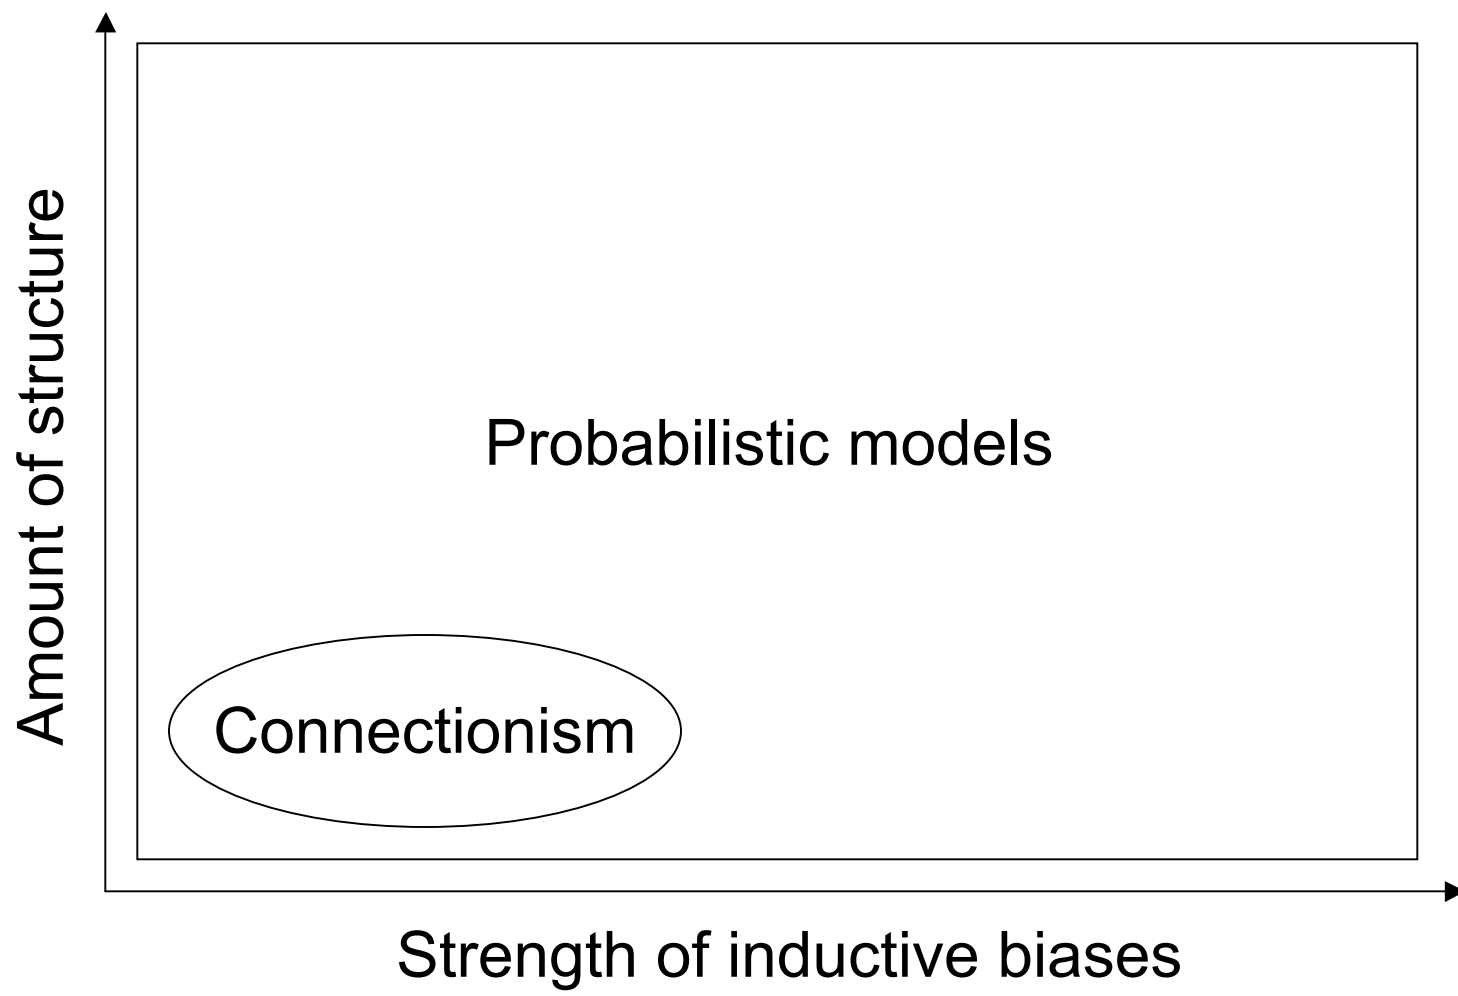 Amount of structure
Probabilistic models
Connectionism
Strength of inductive biases